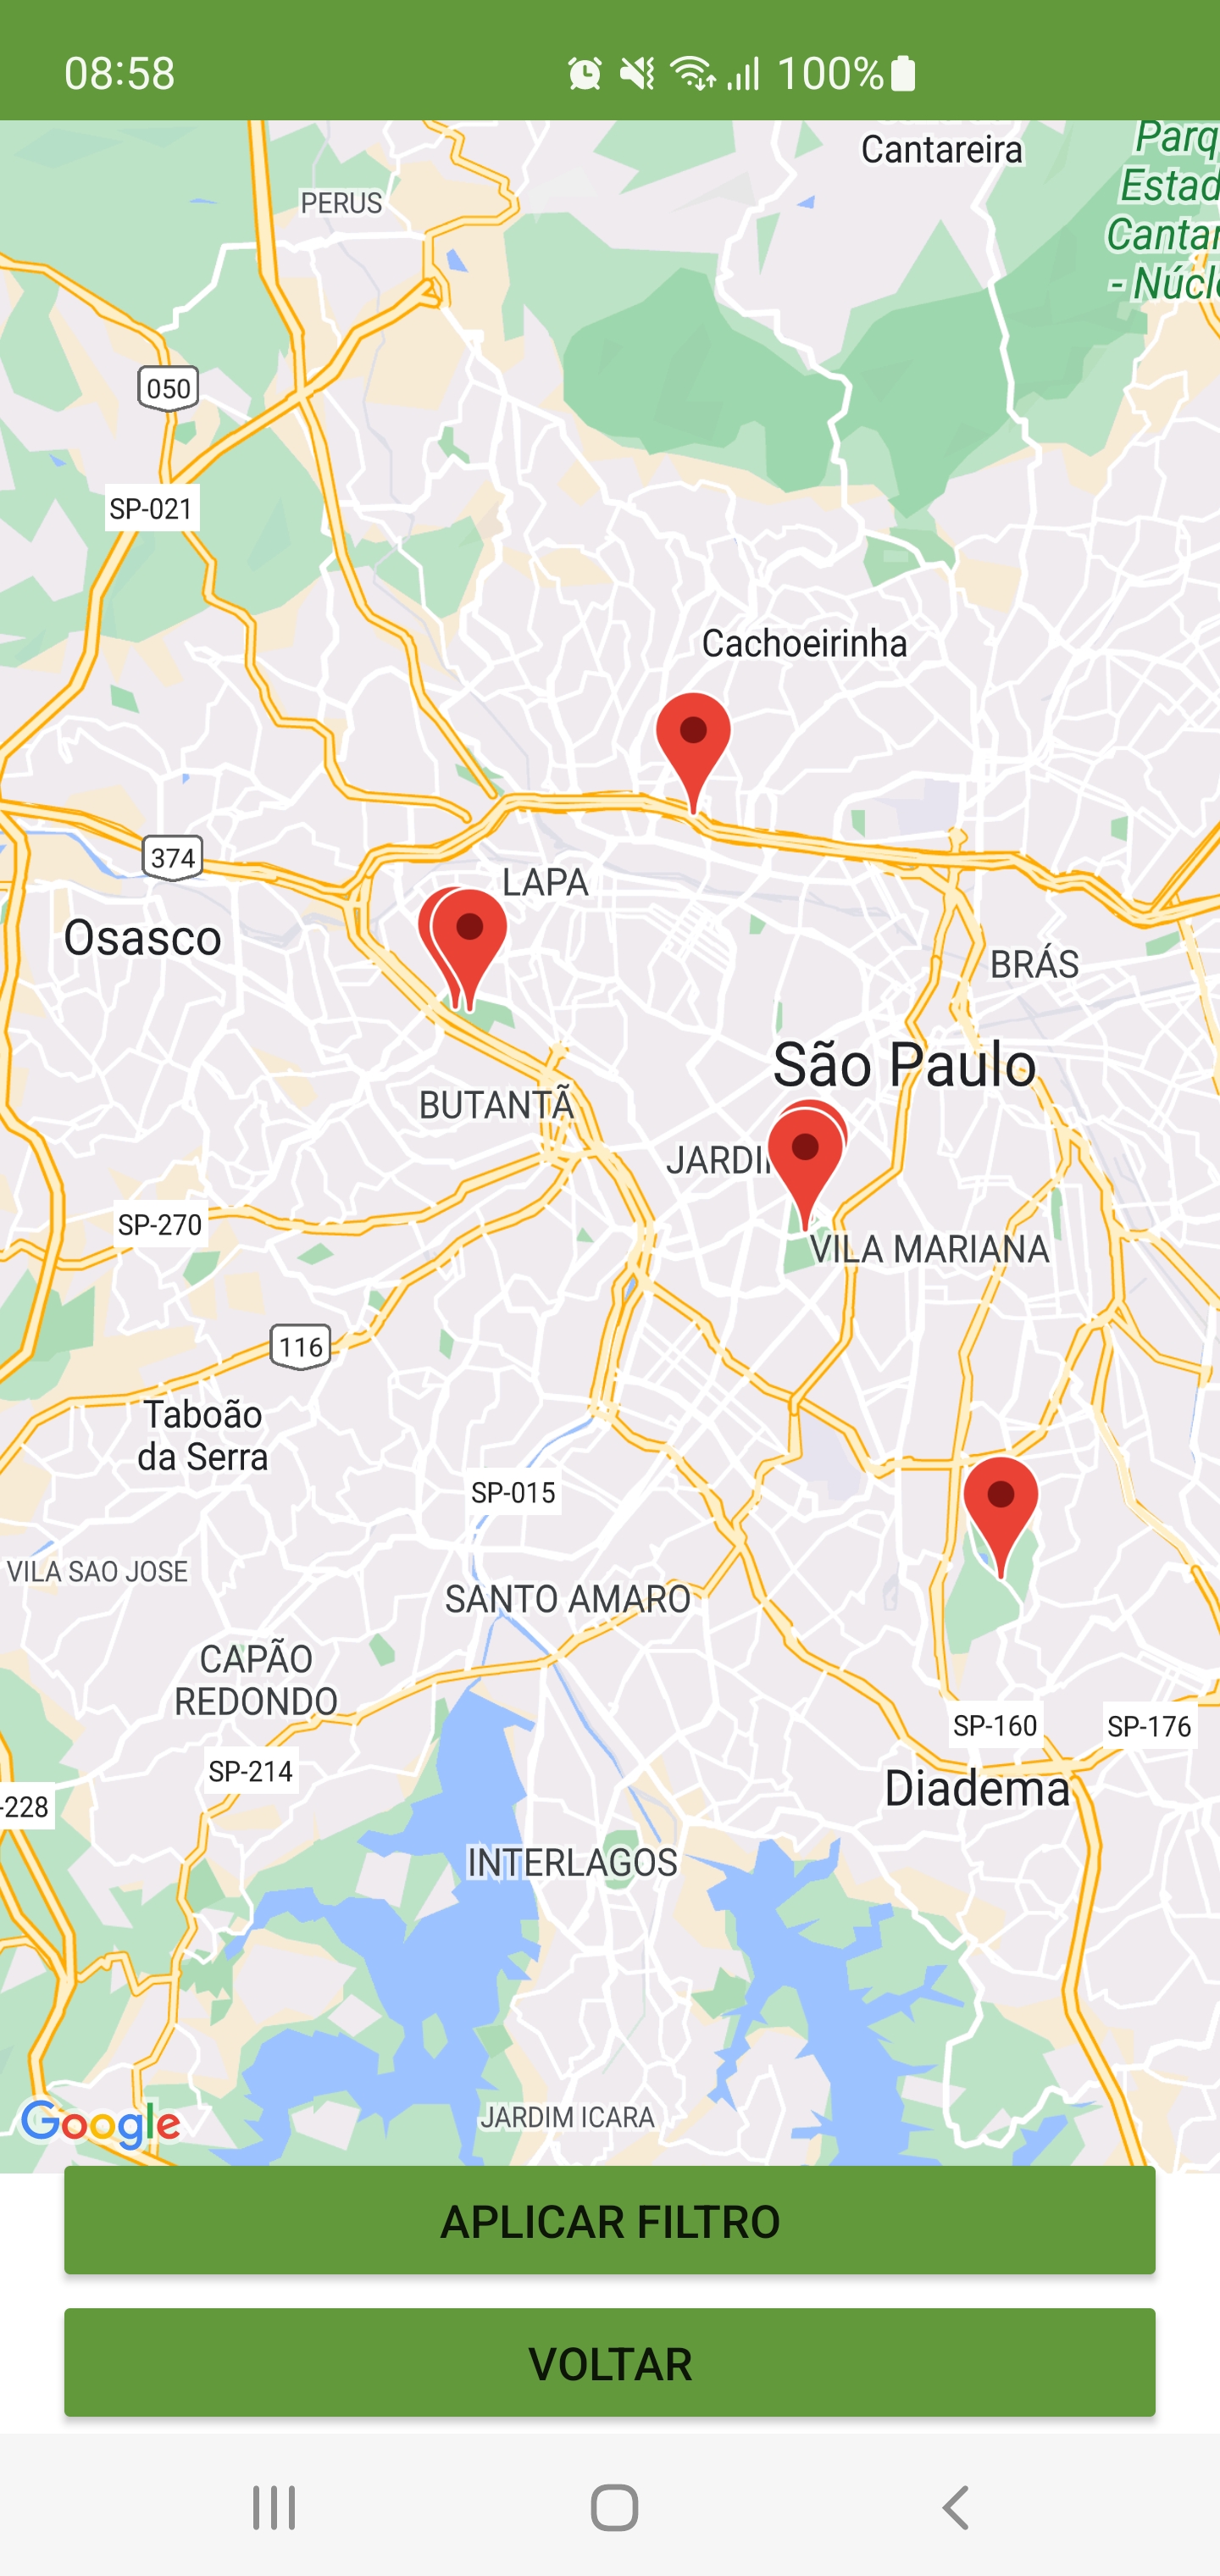 08:58
100%
Cantareira
Parq
Estad
Cantar
- Núcl
PERUS
050
SP-021
Cachoeirinha
374
LAPA
Osasco
BRÁS
São Paulo
BUTANTÃ
JARDI
SP-270
VILA MARIANA
116
Taboão
da Serra
SP-015
VILA SAO JOSE
SANTO AMARO
CAPÃO
REDONDO
SP-160
SP-176
SP-214
Diadema
-228
INTERLAGOS
JARDIM ICARA
Google
APLICAR FILTRO
VOLTAR